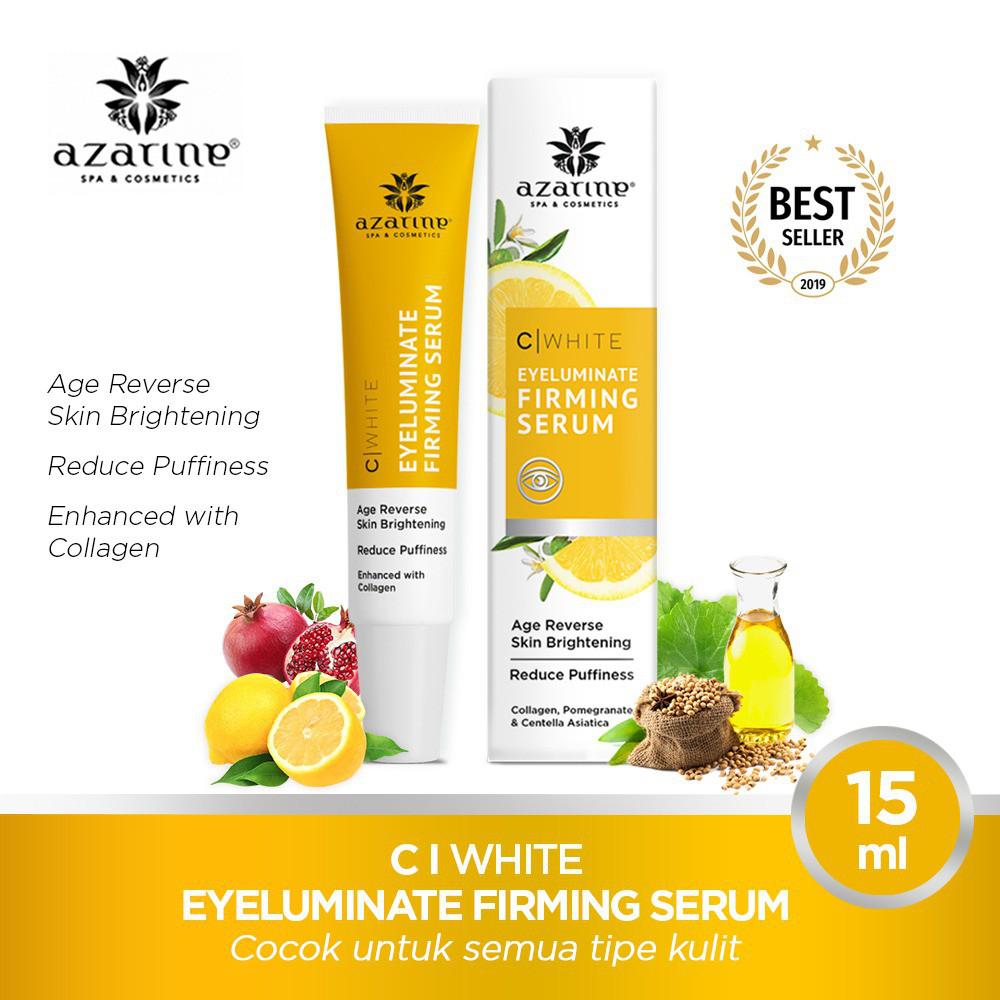 azarine®
SPA & COSMETICS
azarine®
SPA & COSMETICS
C|WHITE
EYELUMINATE
FIRMING SERUM
Age Reverse
Skin Brightening
Reduce Puffiness
Enhanced with
Collagen
azarine®
SPA & COSMETICS
C|WHITE
EYELUMINATE
FIRMING
SERUM
Age Reverse
Skin Brightening
Reduce Puffiness
Collagen, Pomegranate
& Centella Asiatica
BEST
SELLER
2019
Age Reverse
Skin Brightening
Reduce Puffiness
Enhanced with
Collagen
15
ml
C I WHITE
EYELUMINATE FIRMING SERUM
Cocok untuk semua tipe kulit